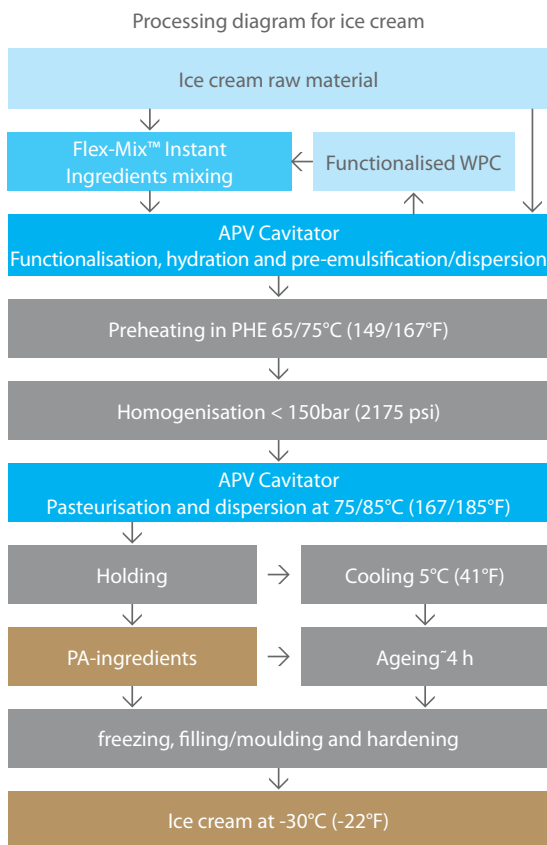 Processing diagram for ice cream
Ice cream raw material
Flex-Mix™ Instant
Ingredients mixing
Functionalised WPC
APV Cavitator
Functionalisation, hydration and pre-emulsification/dispersion
Preheating in PHE 65/75°C (149/167°F)
Homogenisation < 150bar (2175 psi)
APV Cavitator
Pasteurisation and dispersion at 75/85°C (167/185°F)
Holding
Cooling 5°C (41°F)
PA-ingredients
Ageing˜4 h
freezing, filling/moulding and hardening
Ice cream at -30°C (-22°F)